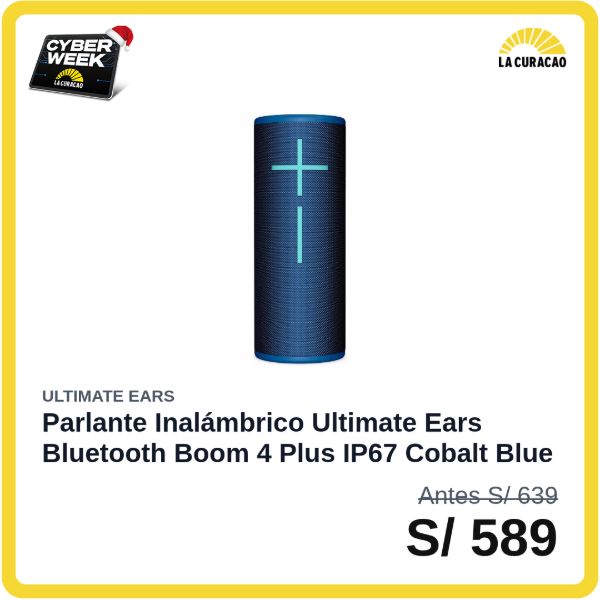 CYBER
WEEK
LA CURACAO
LA CURACAO
ULTIMATE EARS
Parlante Inalámbrico Ultimate Ears
Bluetooth Boom 4 Plus IP67 Cobalt Blue
Antes S/ 639
S/ 589